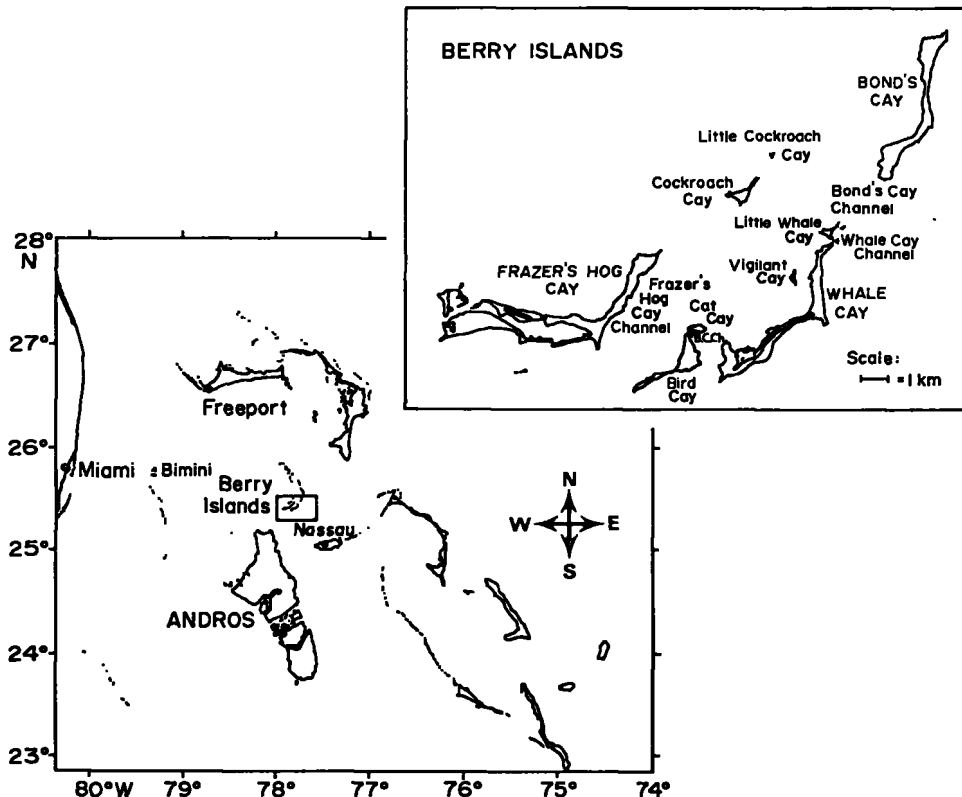 BERRY ISLANDS
BOND'S
CAY
Little Cockroach
Cay
Cockroach
Cay
Bond's Cay
Channel
Little Whale
Cay
Whale Cay
Channel
Vigilant
Cay
WHALE
CAY
FRAZER'S HOG
CAY
Frazer's
Hog
Cay
Channel
Cat
Cay
B.C.Ch.
Bird
Cay
Scale:
=1 km
28°
N
27°
26°
25°
24°
23°
Freeport
Miami
Bimini
Berry
Islands
Nassau
ANDROS
N
W
E
S
80°W
79°
78°
77°
76°
75°
74°